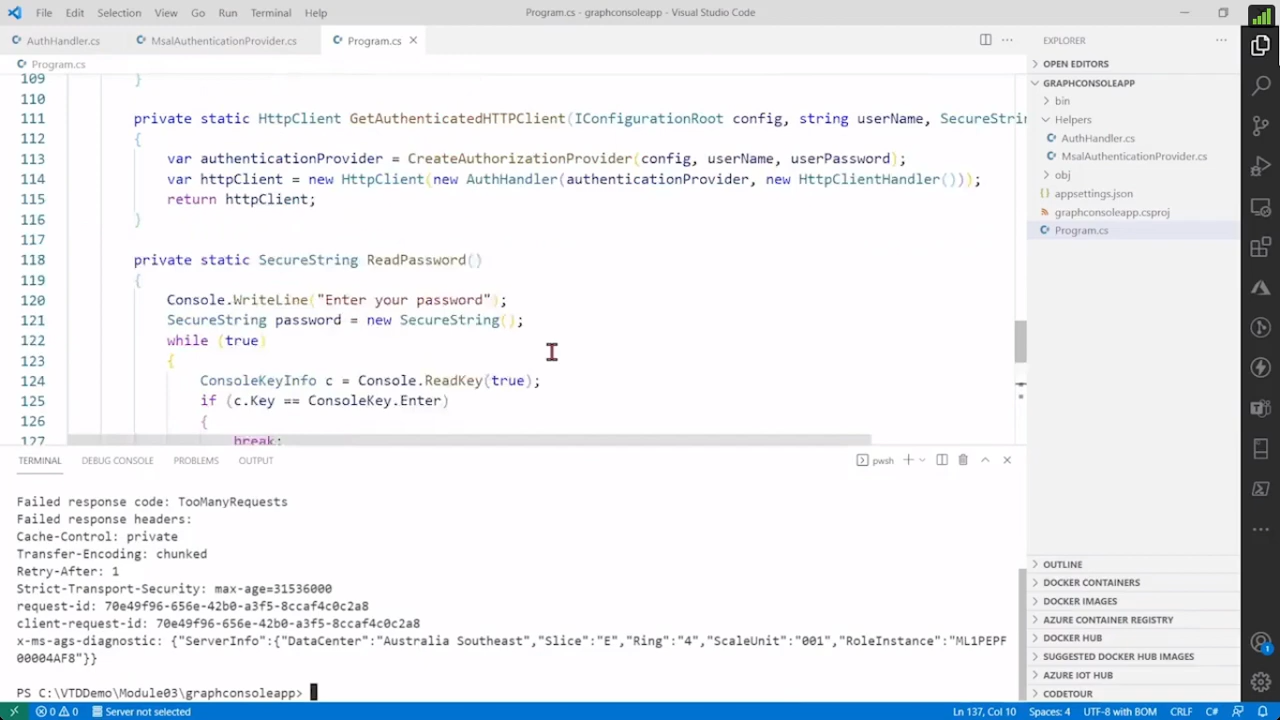 File Edit Selection View Go Run Terminal Help Program.cs - graphconsoleapp - Visual Studio Code
AuthHandler.cs MsalAuthenticationProvider.cs Program.cs
Program.cs
109 }
110
111 private static HttpClient GetAuthenticatedHTTPClient(IConfigurationRoot config, string userName, SecureStrin
112 {
113 var authenticationProvider = CreateAuthorizationProvider(config, userName, userPassword);
114 var httpClient = new HttpClient(new AuthHandler(authenticationProvider, new HttpClientHandler()));
115 return httpClient;
116 }
117
118 private static SecureString ReadPassword()
119 {
120 Console.WriteLine("Enter your password");
121 SecureString password = new SecureString();
122 while (true)
123 {
124 ConsoleKeyInfo c = Console.ReadKey(true);
125 if (c.Key == ConsoleKey.Enter)
126 {
127 break;
EXPLORER
OPEN EDITORS
GRAPHCONSOLEAPP
bin
Helpers
AuthHandler.cs
MsalAuthenticationProvider.cs
obj
appsettings.json
graphconsoleapp.csproj
Program.cs
OUTLINE
DOCKER CONTAINERS
DOCKER IMAGES
AZURE CONTAINER REGISTRY
DOCKER HUB
SUGGESTED DOCKER HUB IMAGES
AZURE IOT HUB
CODETOUR
TERMINAL DEBUG CONSOLE PROBLEMS OUTPUT pwsh
Failed response code: TooManyRequests
Failed response headers:
Cache-Control: private
Transfer-Encoding: chunked
Retry-After: 1
Strict-Transport-Security: max-age=31536000
request-id: 70e49f96-656e-42b0-a3f5-8ccaf4c0c2a8
client-request-id: 70e49f96-656e-42b0-a3f5-8ccaf4c0c2a8
x-ms-ags-diagnostic: {"ServerInfo":{"DataCenter":"Australia Southeast","Slice":"E","Ring":"4","ScaleUnit":"001","RoleInstance":"ML1PEPF
00004AF8"}}
PS C:\VTDDemo\Module03\graphconsoleapp>
0 0 Server not selected Ln 137, Col 10 Spaces: 4 UTF-8 with BOM CRLF C#
1